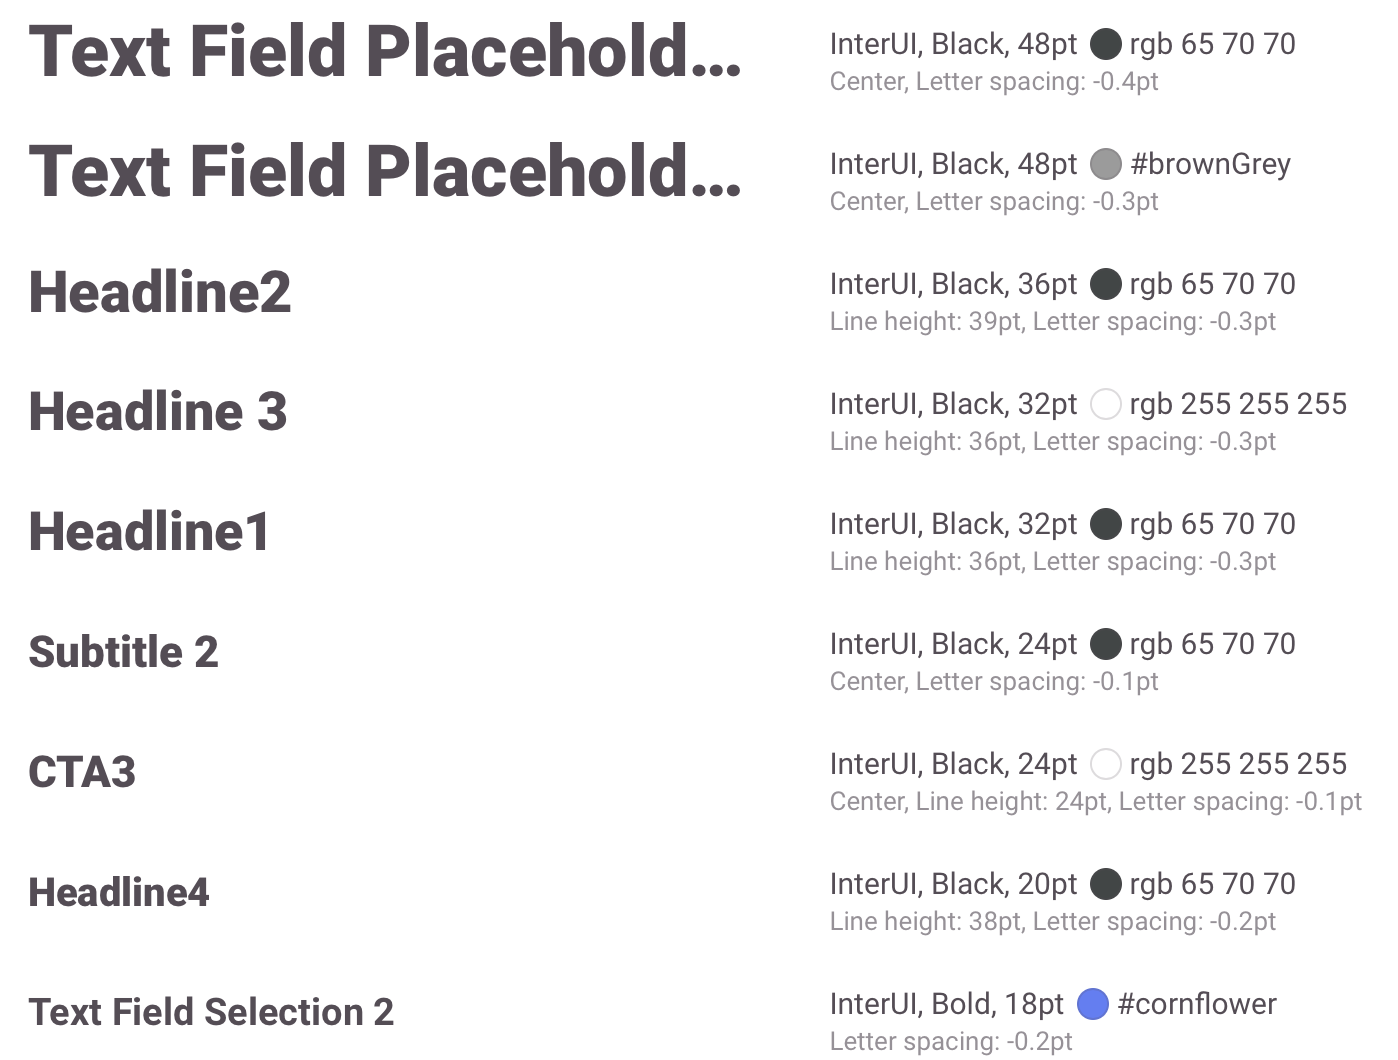 Text Field Placehold...
InterUI, Black, 48pt rgb 65 70 70
Center, Letter spacing: -0.4pt
Text Field Placehold...
InterUI, Black, 48pt #brownGrey
Center, Letter spacing: -0.3pt
Headline2
InterUI, Black, 36pt rgb 65 70 70
Line height: 39pt, Letter spacing: -0.3pt
Headline 3
InterUI, Black, 32pt rgb 255 255 255
Line height: 36pt, Letter spacing: -0.3pt
Headline1
InterUI, Black, 32pt rgb 65 70 70
Line height: 36pt, Letter spacing: -0.3pt
Subtitle 2
InterUI, Black, 24pt rgb 65 70 70
Center, Letter spacing: -0.1pt
CTA3
InterUI, Black, 24pt rgb 255 255 255
Center, Line height: 24pt, Letter spacing: -0.1pt
Headline4
InterUI, Black, 20pt rgb 65 70 70
Line height: 38pt, Letter spacing: -0.2pt
Text Field Selection 2
InterUI, Bold, 18pt #cornflower
Letter spacing: -0.2pt